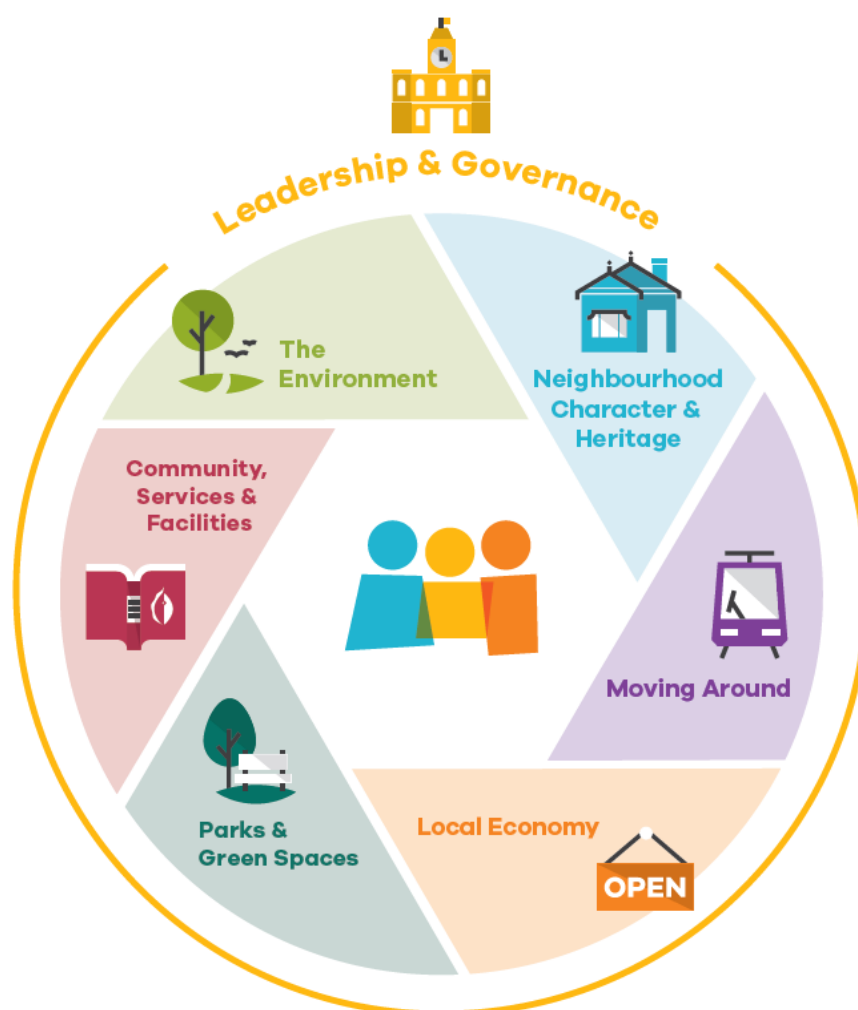 Leadership & Governance
The
Environment
Neighbourhood
Character &
Heritage
Community,
Services &
Facilities
Moving Around
Parks &
Green Spaces
Local Economy
OPEN